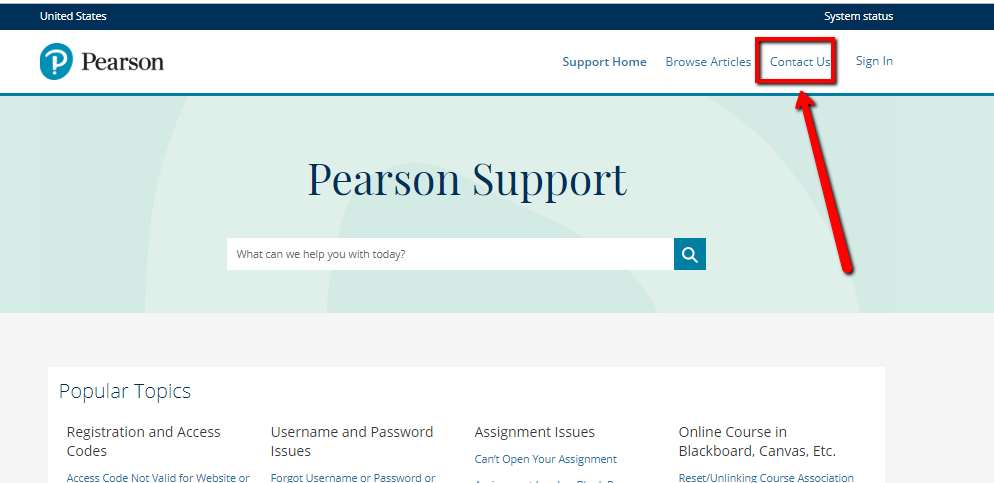 United States
System status
Pearson
Support Home
Browse Articles
Contact Us
Sign In
Pearson Support
What can we help you with today?
Popular Topics
Registration and Access
Codes
Access Code Not Valid for Website or
Username and Password
Issues
Forgot Username or Password or
Assignment Issues
Can't Open Your Assignment
Online Course in
Blackboard, Canvas, Etc.
Reset/Unlinking Course Association